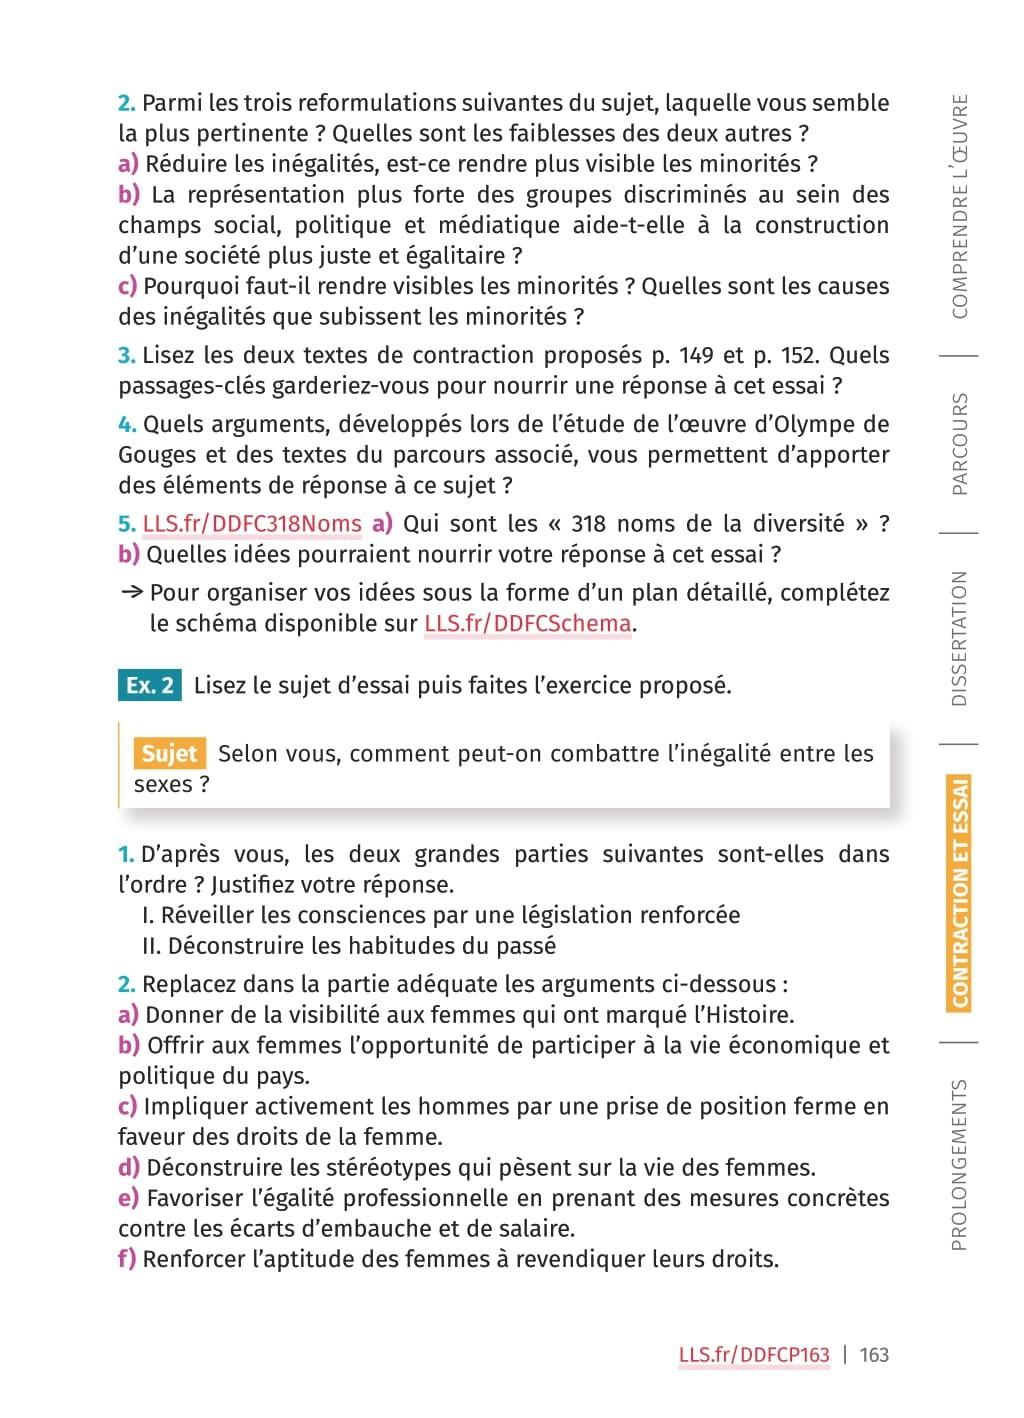 2. Parmi les trois reformulations suivantes du sujet, laquelle vous semble
la plus pertinente ? Quelles sont les faiblesses des deux autres ?
a) Réduire les inégalités, est-ce rendre plus visible les minorités ?
b) La représentation plus forte des groupes discriminés au sein des
champs social, politique et médiatique aide-t-elle à la construction
d’une société plus juste et égalitaire ?
c) Pourquoi faut-il rendre visibles les minorités ? Quelles sont les causes
des inégalités que subissent les minorités ?
3. Lisez les deux textes de contraction proposés p. 149 et p. 152. Quels
passages-clés garderiez-vous pour nourrir une réponse à cet essai ?
4. Quels arguments, développés lors de l’étude de l’œuvre d’Olympe de
Gouges et des textes du parcours associé, vous permettent d’apporter
des éléments de réponse à ce sujet ?
5. LLS.fr/DDFC318Noms a) Qui sont les « 318 noms de la diversité » ?
b) Quelles idées pourraient nourrir votre réponse à cet essai ?
→ Pour organiser vos idées sous la forme d’un plan détaillé, complétez
le schéma disponible sur LLS.fr/DDFCSchema.
Ex. 2 Lisez le sujet d’essai puis faites l’exercice proposé.
Sujet Selon vous, comment peut-on combattre l’inégalité entre les
sexes ?
1. D’après vous, les deux grandes parties suivantes sont-elles dans
l’ordre ? Justifiez votre réponse.
I. Réveiller les consciences par une législation renforcée
II. Déconstruire les habitudes du passé
2. Replacez dans la partie adéquate les arguments ci-dessous :
a) Donner de la visibilité aux femmes qui ont marqué l’Histoire.
b) Offrir aux femmes l’opportunité de participer à la vie économique et
politique du pays.
c) Impliquer activement les hommes par une prise de position ferme en
faveur des droits de la femme.
d) Déconstruire les stéréotypes qui pèsent sur la vie des femmes.
e) Favoriser l’égalité professionnelle en prenant des mesures concrètes
contre les écarts d’embauche et de salaire.
f) Renforcer l’aptitude des femmes à revendiquer leurs droits.
LLS.fr/DDFCP163 | 163
COMPRENDRE L’ŒUVRE
PARCOURS
DISSERTATION
CONTRACTION ET ESSAI
PROLONGEMENTS